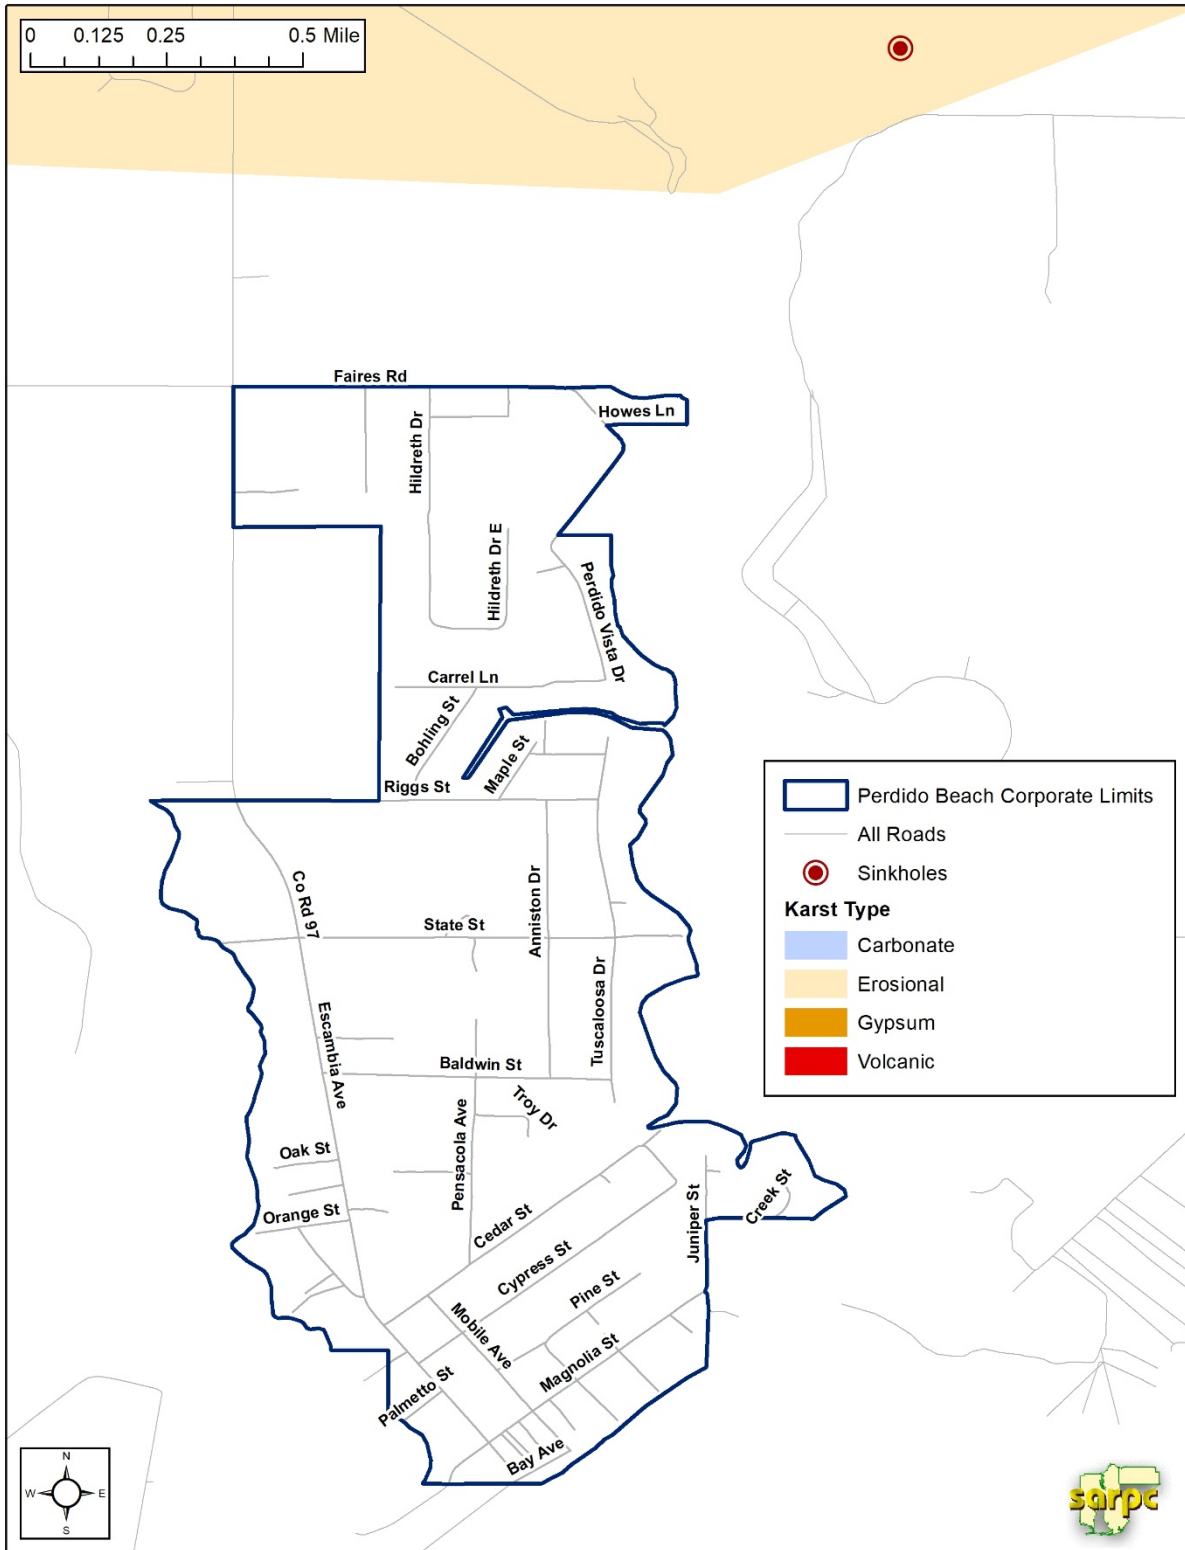 0 0.125 0.25 0.5 Mile
Faires Rd
Howes Ln
Hildreth Dr
Hildreth Dr E
Perdido Vista Dr
Carrel Ln
Bohling St
Maple St
Riggs St
Perdido Beach Corporate Limits
All Roads
Sinkholes
Karst Type
Carbonate
Erosional
Gypsum
Volcanic
Co Rd 97
State St
Anniston Dr
Tuscaloosa Dr
Escambia Ave
Baldwin St
Troy Dr
Pensacola Ave
Oak St
Orange St
Cedar St
Cypress St
Juniper St
Creek St
Pine St
Mobile Ave
Magnolia St
Palmetto St
Bay Ave
N
W E
S
sarpc